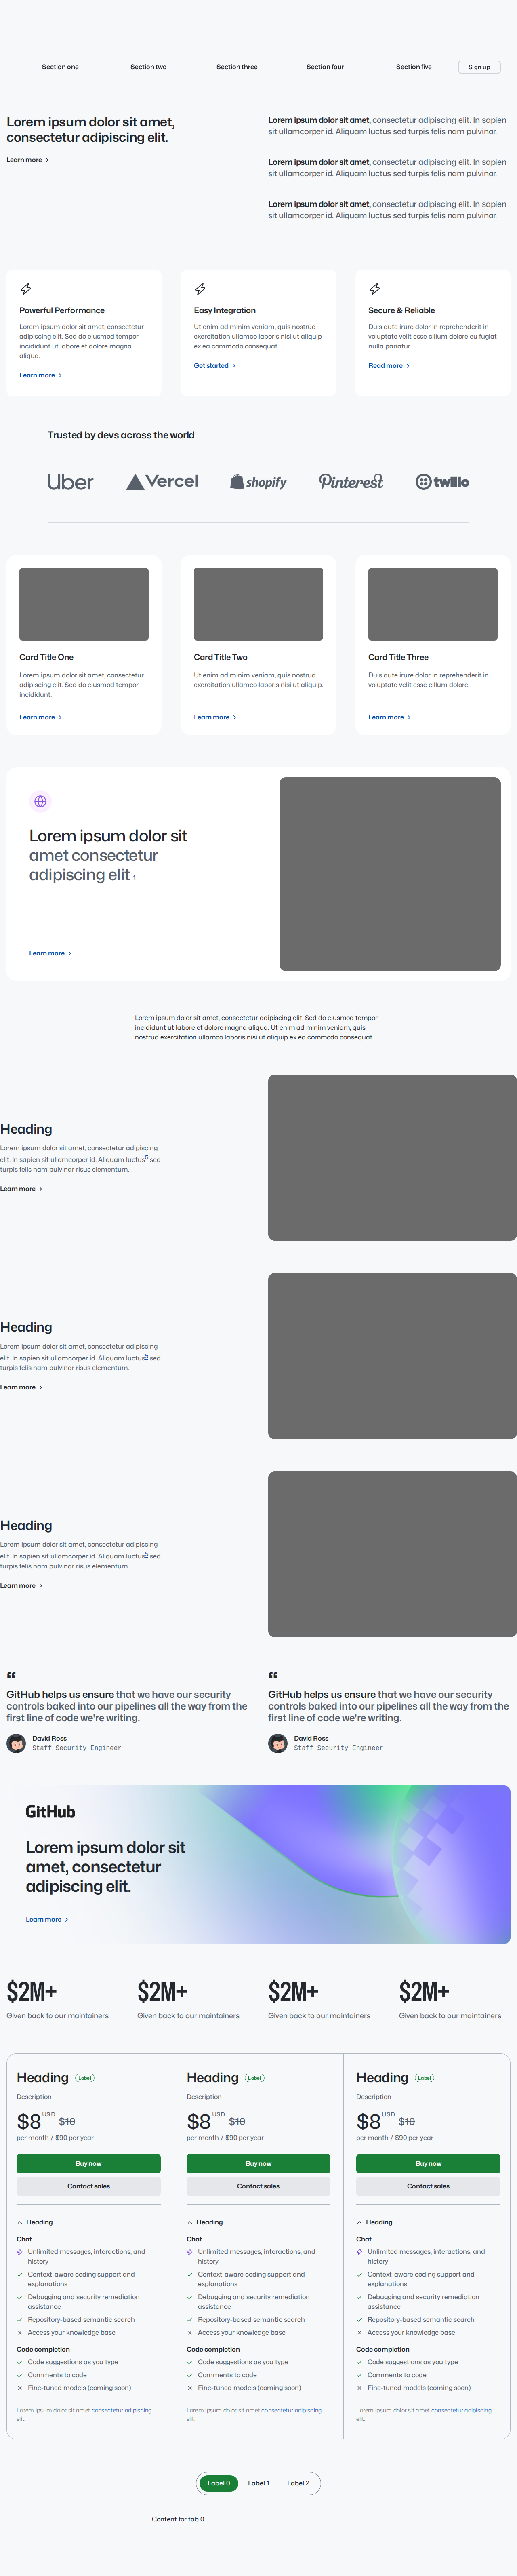 Section one
Section two
Section three
Section four
Section five
Sign up
Lorem ipsum dolor sit amet,
consectetur adipiscing elit.
Learn more
Lorem ipsum dolor sit amet, consectetur adipiscing elit. In sapien
sit ullamcorper id. Aliquam luctus sed turpis felis nam pulvinar.
Lorem ipsum dolor sit amet, consectetur adipiscing elit. In sapien
sit ullamcorper id. Aliquam luctus sed turpis felis nam pulvinar.
Lorem ipsum dolor sit amet, consectetur adipiscing elit. In sapien
sit ullamcorper id. Aliquam luctus sed turpis felis nam pulvinar.
Powerful Performance
Lorem ipsum dolor sit amet, consectetur
adipiscing elit. Sed do eiusmod tempor
incididunt ut labore et dolore magna
aliqua.
Learn more
Easy Integration
Ut enim ad minim veniam, quis nostrud
exercitation ullamco laboris nisi ut aliquip
ex ea commodo consequat.
Get started
Secure & Reliable
Duis aute irure dolor in reprehenderit in
voluptate velit esse cillum dolore eu fugiat
nulla pariatur.
Read more
Trusted by devs across the world
Uber
Vercel
shopify
Pinterest
twilio
Card Title One
Lorem ipsum dolor sit amet, consectetur
adipiscing elit. Sed do eiusmod tempor
incididunt.
Learn more
Card Title Two
Ut enim ad minim veniam, quis nostrud
exercitation ullamco laboris nisi ut aliquip.
Learn more
Card Title Three
Duis aute irure dolor in reprehenderit in
voluptate velit esse cillum dolore.
Learn more
Lorem ipsum dolor sit
amet consectetur
adipiscing elit 1
Learn more
Lorem ipsum dolor sit amet, consectetur adipiscing elit. Sed do eiusmod tempor
incididunt ut labore et dolore magna aliqua. Ut enim ad minim veniam, quis
nostrud exercitation ullamco laboris nisi ut aliquip ex ea commodo consequat.
Heading
Lorem ipsum dolor sit amet, consectetur adipiscing
elit. In sapien sit ullamcorper id. Aliquam luctus5 sed
turpis felis nam pulvinar risus elementum.
Learn more
Heading
Lorem ipsum dolor sit amet, consectetur adipiscing
elit. In sapien sit ullamcorper id. Aliquam luctus5 sed
turpis felis nam pulvinar risus elementum.
Learn more
Heading
Lorem ipsum dolor sit amet, consectetur adipiscing
elit. In sapien sit ullamcorper id. Aliquam luctus5 sed
turpis felis nam pulvinar risus elementum.
Learn more
“
GitHub helps us ensure that we have our security
controls baked into our pipelines all the way from the
first line of code we're writing.
David Ross
Staff Security Engineer
“
GitHub helps us ensure that we have our security
controls baked into our pipelines all the way from the
first line of code we're writing.
David Ross
Staff Security Engineer
GitHub
Lorem ipsum dolor sit
amet, consectetur
adipiscing elit.
Learn more
$2M+
Given back to our maintainers
$2M+
Given back to our maintainers
$2M+
Given back to our maintainers
$2M+
Given back to our maintainers
Heading Label
Description
$8 USD $10
per month / $90 per year
Buy now
Contact sales
Heading
Chat
Unlimited messages, interactions, and
history
Context-aware coding support and
explanations
Debugging and security remediation
assistance
Repository-based semantic search
Access your knowledge base
Code completion
Code suggestions as you type
Comments to code
Fine-tuned models (coming soon)
Lorem ipsum dolor sit amet consectetur adipiscing
elit.
Heading Label
Description
$8 USD $10
per month / $90 per year
Buy now
Contact sales
Heading
Chat
Unlimited messages, interactions, and
history
Context-aware coding support and
explanations
Debugging and security remediation
assistance
Repository-based semantic search
Access your knowledge base
Code completion
Code suggestions as you type
Comments to code
Fine-tuned models (coming soon)
Lorem ipsum dolor sit amet consectetur adipiscing
elit.
Heading Label
Description
$8 USD $10
per month / $90 per year
Buy now
Contact sales
Heading
Chat
Unlimited messages, interactions, and
history
Context-aware coding support and
explanations
Debugging and security remediation
assistance
Repository-based semantic search
Access your knowledge base
Code completion
Code suggestions as you type
Comments to code
Fine-tuned models (coming soon)
Lorem ipsum dolor sit amet consectetur adipiscing
elit.
Label 0
Label 1
Label 2
Content for tab 0